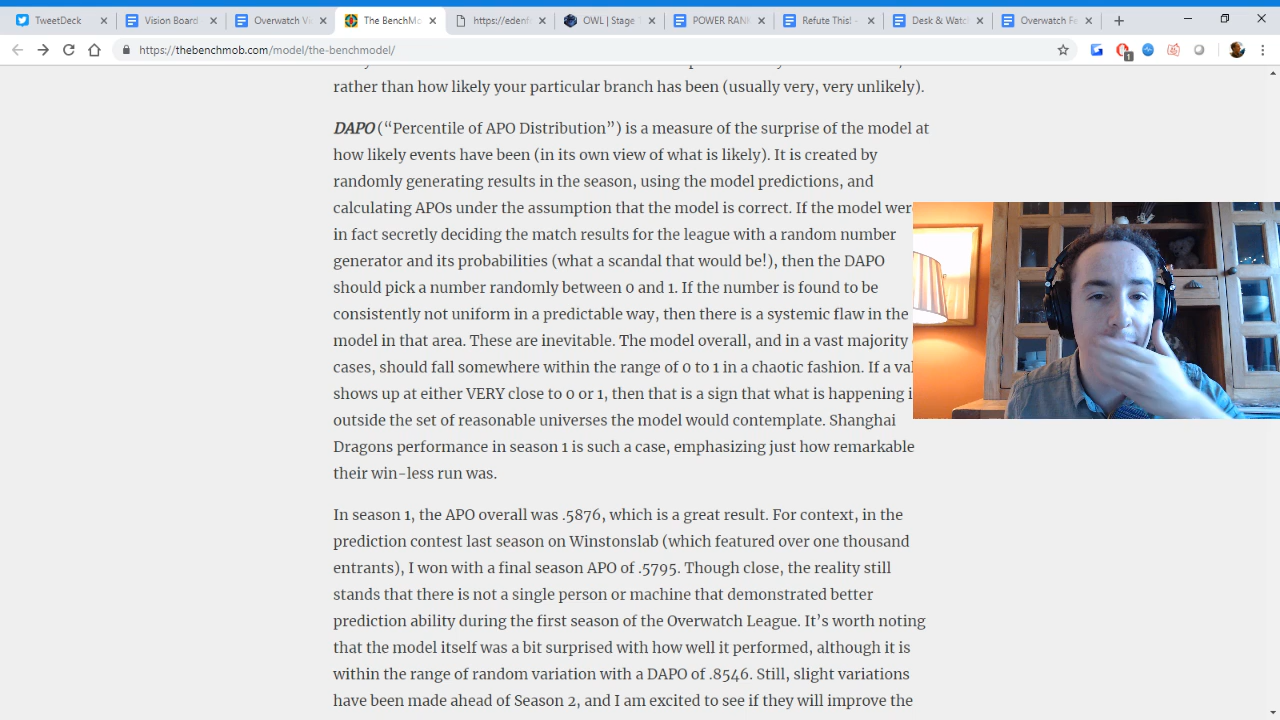 TweetDeck
Vision Board
Overwatch Vi
The BenchMo
https://edenf
OWL | Stage
POWER RAN
Refute This! -
Desk & Watc
Overwatch Fe
https://thebenchmob.com/model/the-benchmodel/
1
rather than how likely your particular branch has been (usually very, very unlikely).
DAPO (“Percentile of APO Distribution”) is a measure of the surprise of the model at
how likely events have been (in its own view of what is likely). It is created by
randomly generating results in the season, using the model predictions, and
calculating APOs under the assumption that the model is correct. If the model were
in fact secretly deciding the match results for the league with a random number
generator and its probabilities (what a scandal that would be!), then the DAPO
should pick a number randomly between 0 and 1. If the number is found to be
consistently not uniform in a predictable way, then there is a systemic flaw in the
model in that area. These are inevitable. The model overall, and in a vast majority
cases, should fall somewhere within the range of 0 to 1 in a chaotic fashion. If a val
shows up at either VERY close to 0 or 1, then that is a sign that what is happening i
outside the set of reasonable universes the model would contemplate. Shanghai
Dragons performance in season 1 is such a case, emphasizing just how remarkable
their win-less run was.
In season 1, the APO overall was .5876, which is a great result. For context, in the
prediction contest last season on Winstonslab (which featured over one thousand
entrants), I won with a final season APO of .5795. Though close, the reality still
stands that there is not a single person or machine that demonstrated better
prediction ability during the first season of the Overwatch League. It’s worth noting
that the model itself was a bit surprised with how well it performed, although it is
within the range of random variation with a DAPO of .8546. Still, slight variations
have been made ahead of Season 2, and I am excited to see if they will improve the